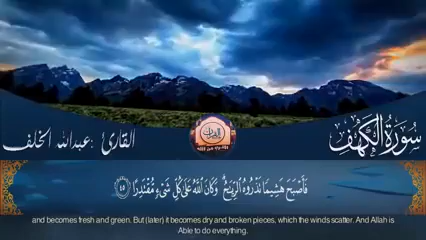 سورة الكهف
القارئ: عبدالله الخلف
فَأَصْبَحَ هَشِيمًا تَذْرُوهُ الرِّيَاحُ ۗ وَكَانَ اللَّهُ عَلَىٰ كُلِّ شَيْءٍ مُّقْتَدِرًا ٤٥
and becomes fresh and green. But (later) it becomes dry and broken pieces, which the winds scatter. And Allah is
Able to do everything.